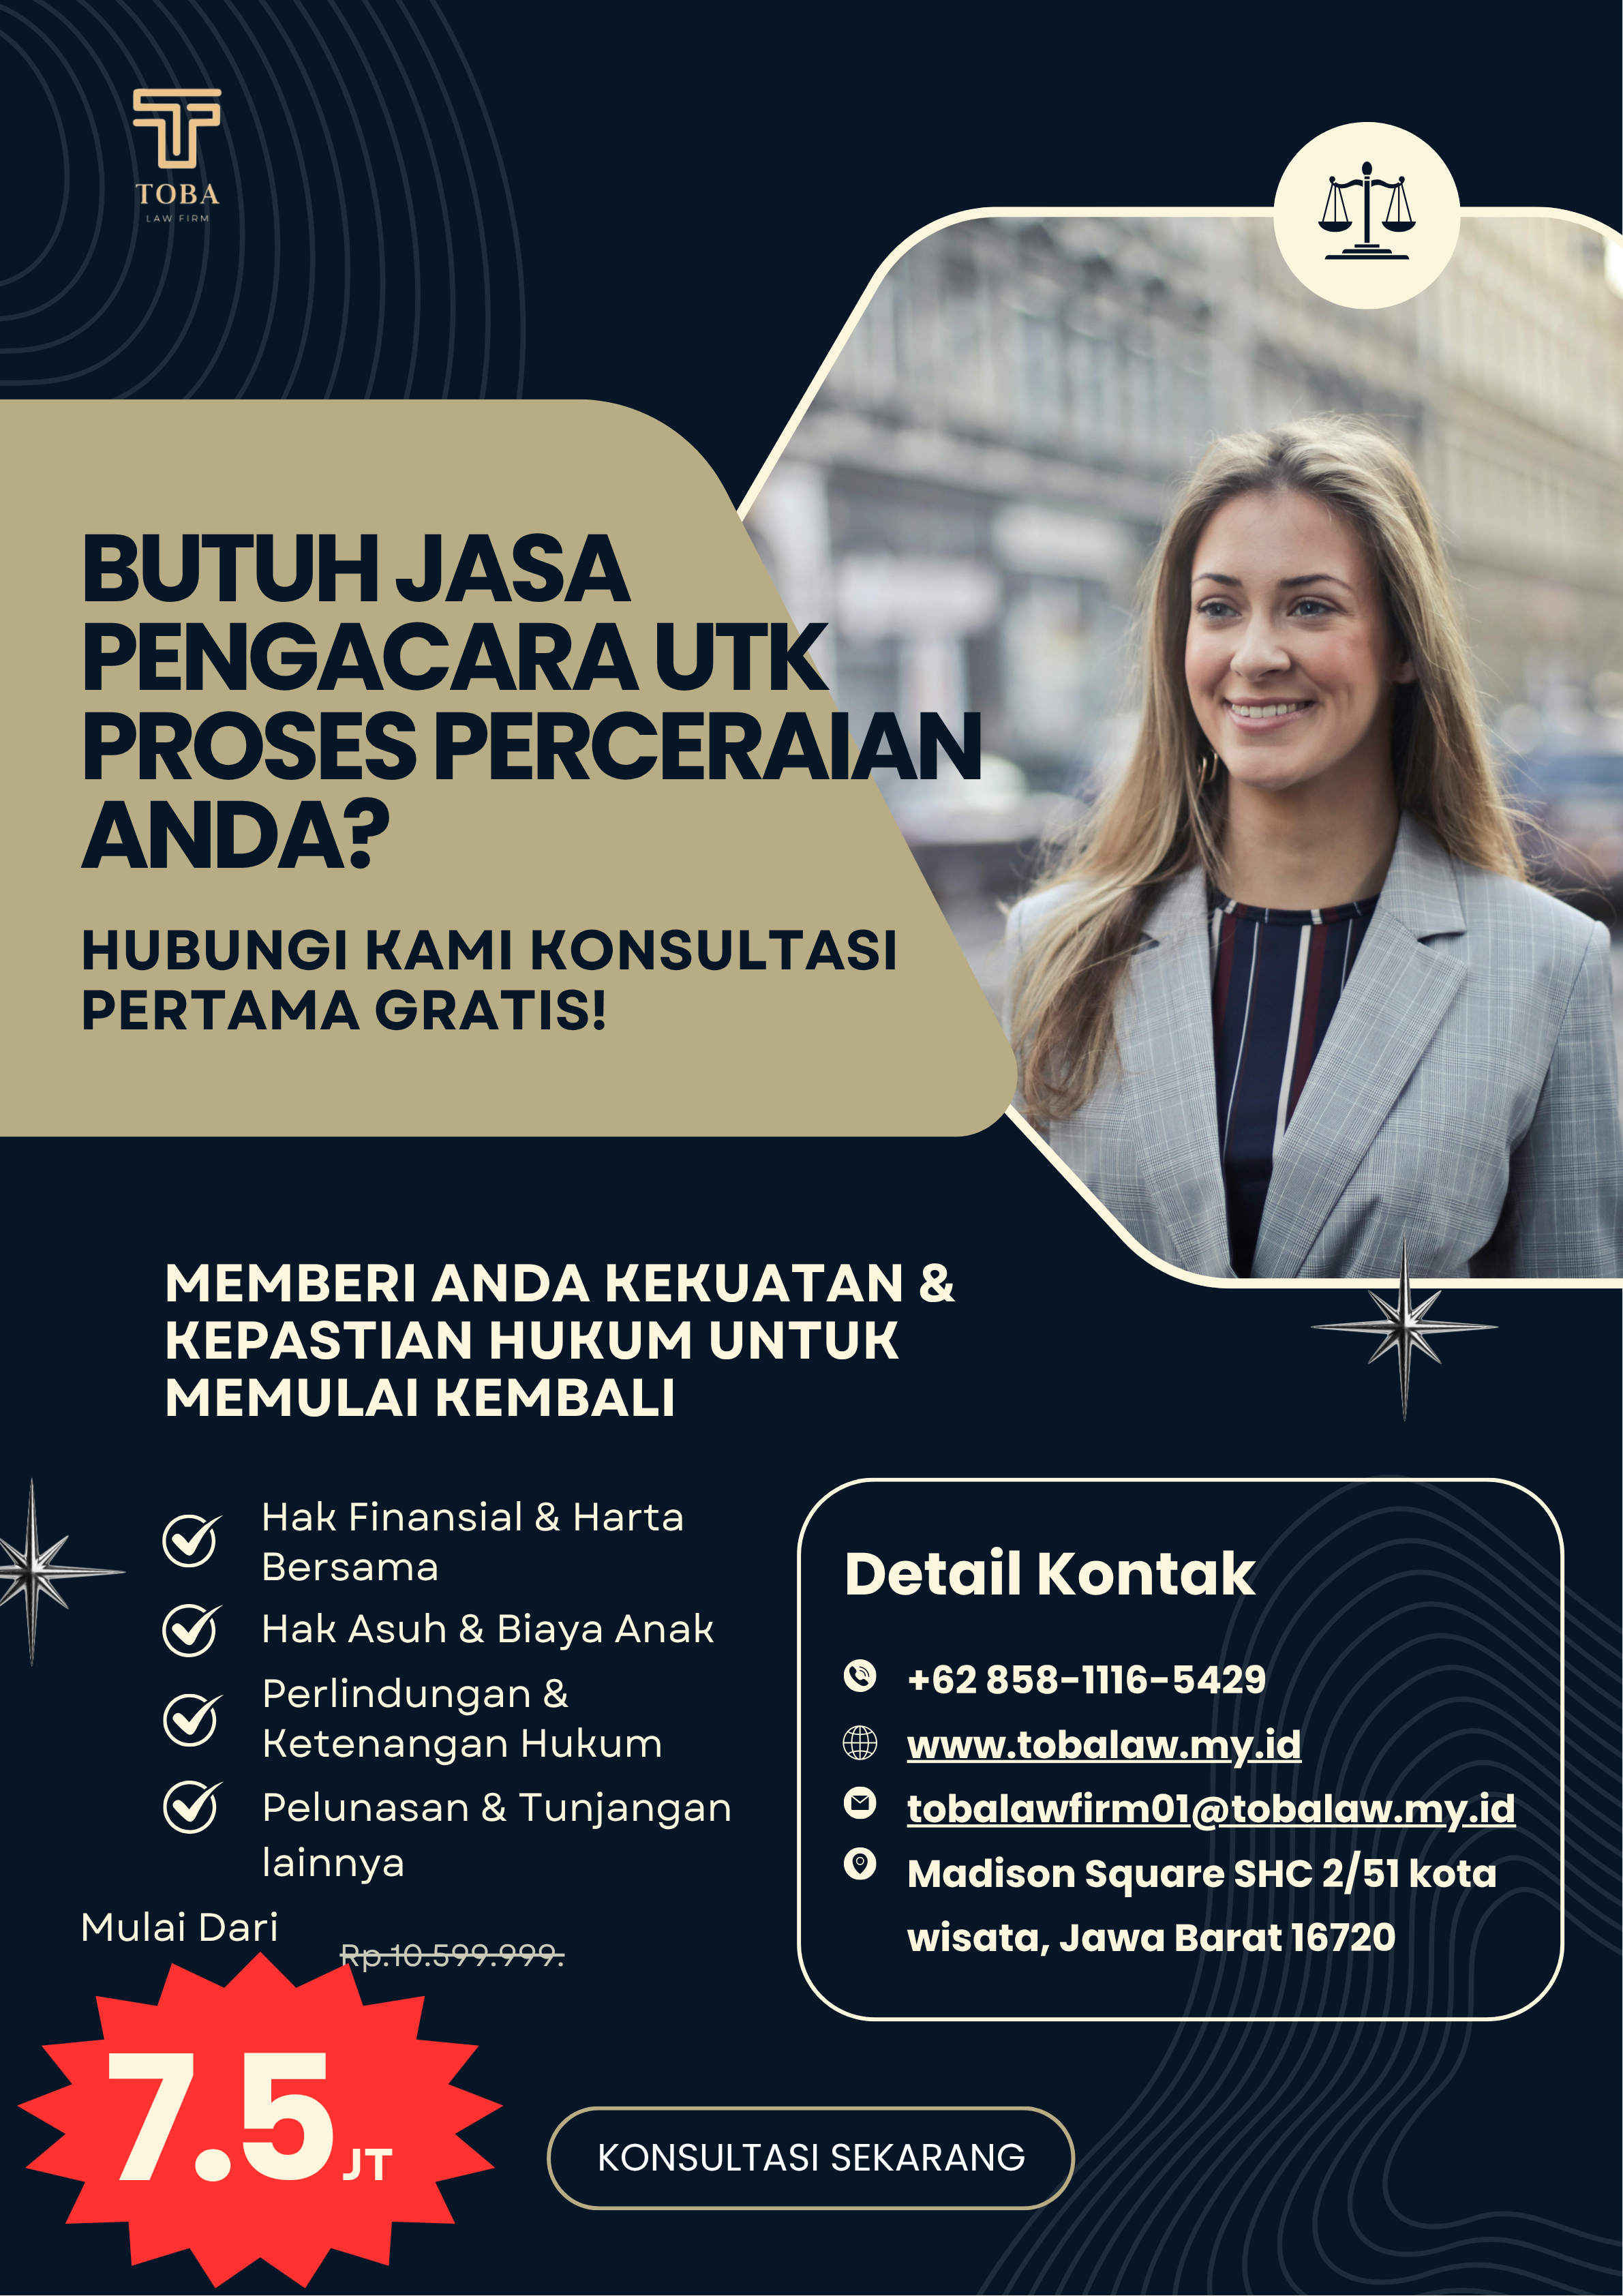 TOBA
LAW FIRM
BUTUH JASA
PENGACARA UTK
PROSES PERCERAIAN
ANDA?
HUBUNGI KAMI KONSULTASI
PERTAMA GRATIS!
MEMBERI ANDA KEKUATAN &
KEPASTIAN HUKUM UNTUK
MEMULAI KEMBALI
Hak Finansial & Harta
Bersama
Hak Asuh & Biaya Anak
Perlindungan &
Ketenangan Hukum
Pelunasan & Tunjangan
lainnya
Mulai Dari
Rp.10.599.999.
7.5 JT
Detail Kontak
+62 858-1116-5429
www.tobalaw.my.id
tobalawfirm01@tobalaw.my.id
Madison Square SHC 2/51 kota
wisata, Jawa Barat 16720
KONSULTASI SEKARANG